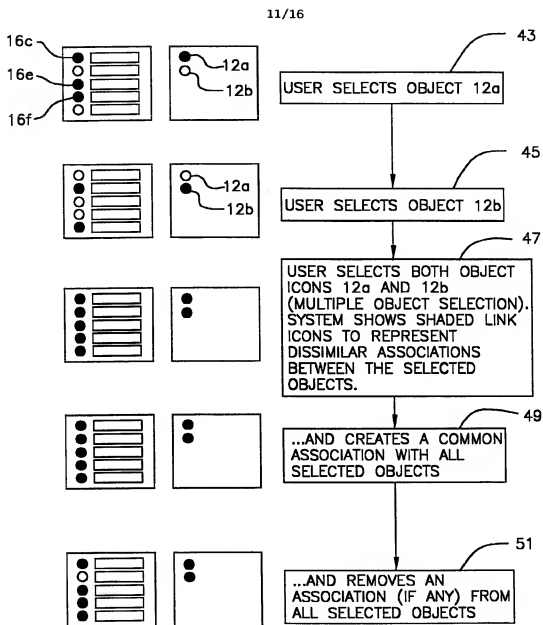 11/16
16c
16e
16f
12a
12b
43
USER SELECTS OBJECT 12a
12a
12b
45
USER SELECTS OBJECT 12b
47
USER SELECTS BOTH OBJECT
ICONS 12a AND 12b
(MULTIPLE OBJECT SELECTION).
SYSTEM SHOWS SHADED LINK
ICONS TO REPRESENT
DISSIMILAR ASSOCIATIONS
BETWEEN THE SELECTED
OBJECTS.
49
...AND CREATES A COMMON
ASSOCIATION WITH ALL
SELECTED OBJECTS
51
...AND REMOVES AN
ASSOCIATION (IF ANY) FROM
ALL SELECTED OBJECTS